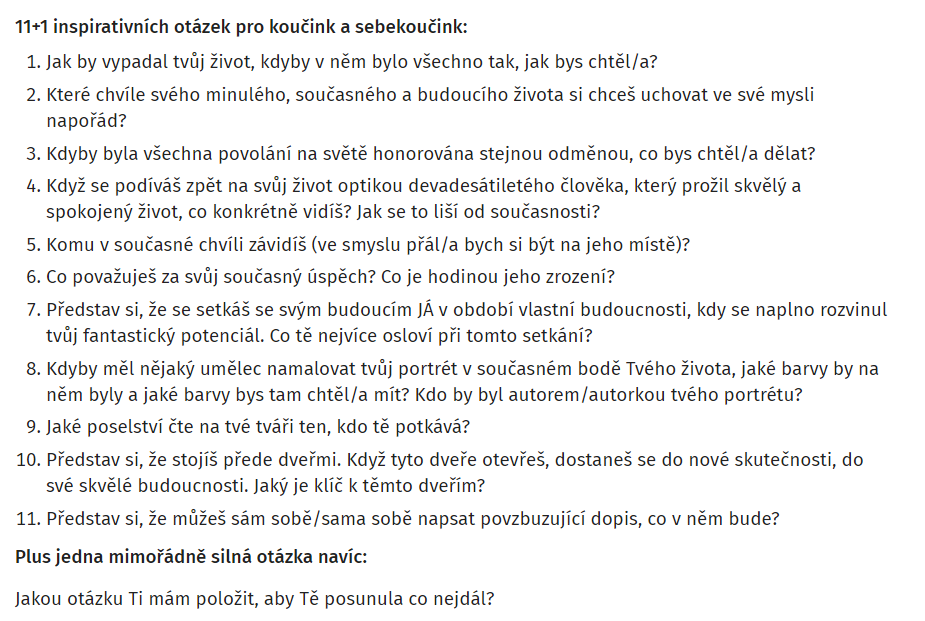 11+1 inspirativních otázek pro koučink a sebekoučink:
1. Jak by vypadal tvůj život, kdyby v něm bylo všechno tak, jak bys chtěl/a?
2. Které chvíle svého minulého, současného a budoucího života si chceš uchovat ve své mysli
napořád?
3. Kdyby byla všechna povolání na světě honorována stejnou odměnou, co bys chtěl/a dělat?
4. Když se podíváš zpět na svůj život optikou devadesátiletého člověka, který prožil skvělý a
spokojený život, co konkrétně vidíš? Jak se to liší od současnosti?
5. Komu v současné chvíli závidíš (ve smyslu přál/a bych si být na jeho místě)?
6. Co považuješ za svůj současný úspěch? Co je hodinou jeho zrození?
7. Představ si, že se setkáš se svým budoucím JÁ v období vlastní budoucnosti, kdy se naplno rozvinul
tvůj fantastický potenciál. Co tě nejvíce osloví při tomto setkání?
8. Kdyby měl nějaký umělec namalovat tvůj portrét v současném bodě Tvého života, jaké barvy by na
něm byly a jaké barvy bys tam chtěl/a mít? Kdo by byl autorem/autorkou tvého portrétu?
9. Jaké poselství čte na tvé tváři ten, kdo tě potkává?
10. Představ si, že stojíš přede dveřmi. Když tyto dveře otevřeš, dostaneš se do nové skutečnosti, do
své skvělé budoucnosti. Jaký je klíč k těmto dveřím?
11. Představ si, že můžeš sám sobě/sama sobě napsat povzbuzující dopis, co v něm bude?
Plus jedna mimořádně silná otázka navíc:
Jakou otázku Ti mám položit, aby Tě posunula co nejdál?